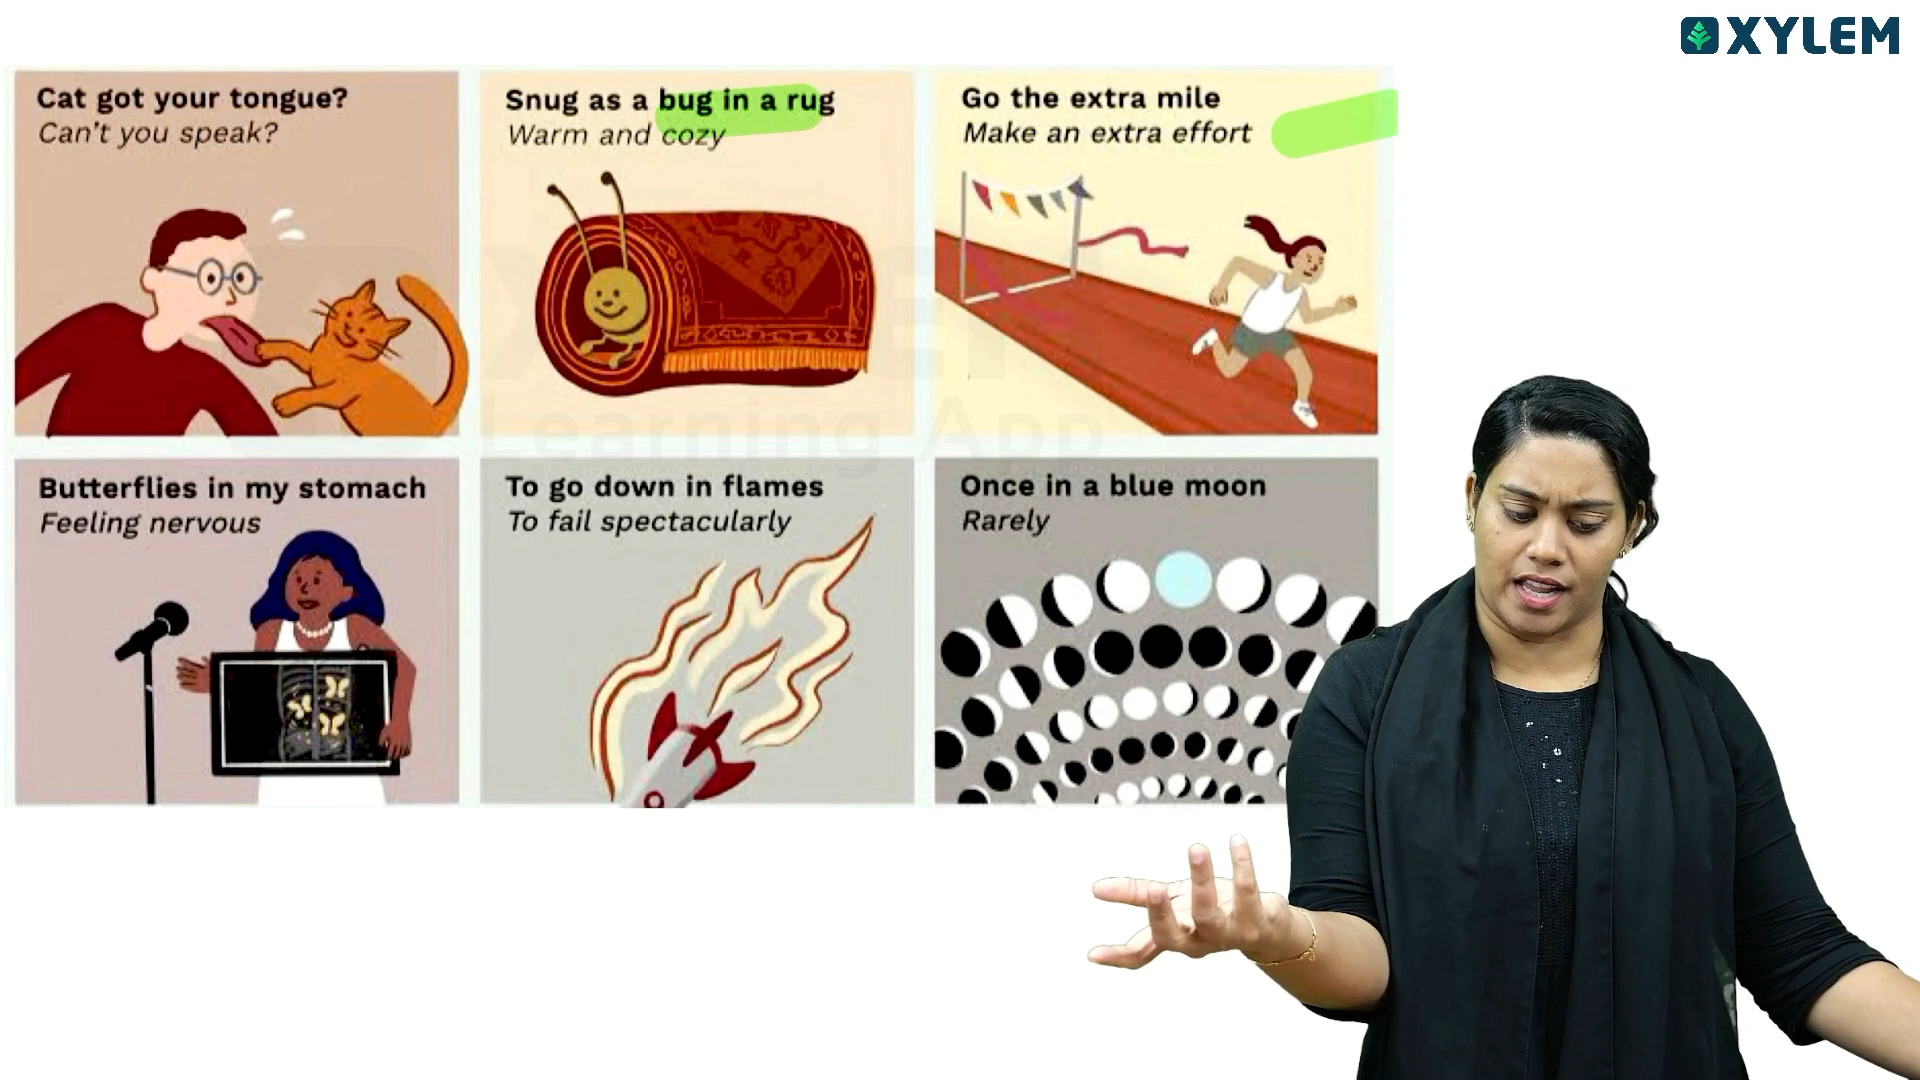 XYLEM
Cat got your tongue?
Can't you speak?
Snug as a bug in a rug
Warm and cozy
Go the extra mile
Make an extra effort
Learning App
Butterflies in my stomach
Feeling nervous
To go down in flames
To fail spectacularly
Once in a blue moon
Rarely